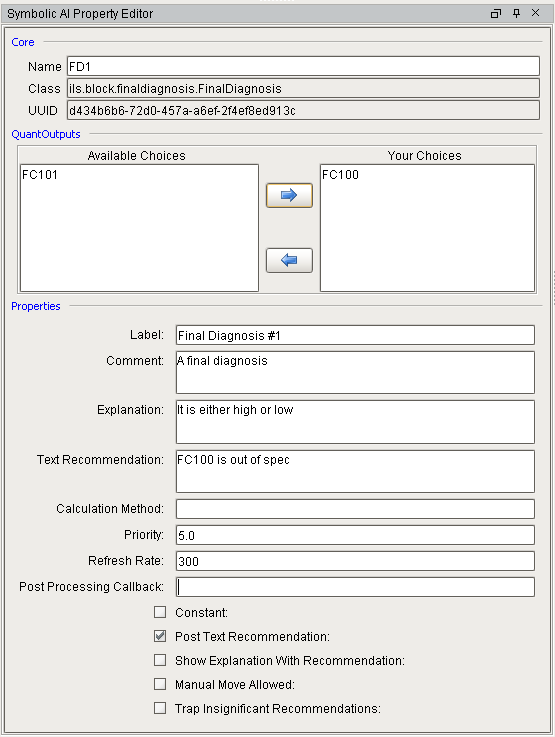 Symbolic AI Property Editor
Core
Name FD1
Class ils.block.finaldiagnosis.FinalDiagnosis
UUID d434b6b6-72d0-457a-a6ef-2f4ef8ed913c
QuantOutputs
Available Choices Your Choices
FC101 FC100
Properties
Label: Final Diagnosis #1
Comment: A final diagnosis
Explanation: It is either high or low
Text Recommendation: FC100 is out of spec
Calculation Method:
Priority: 5.0
Refresh Rate: 300
Post Processing Callback:
Constant:
Post Text Recommendation:
Show Explanation With Recommendation:
Manual Move Allowed:
Trap Insignificant Recommendations: